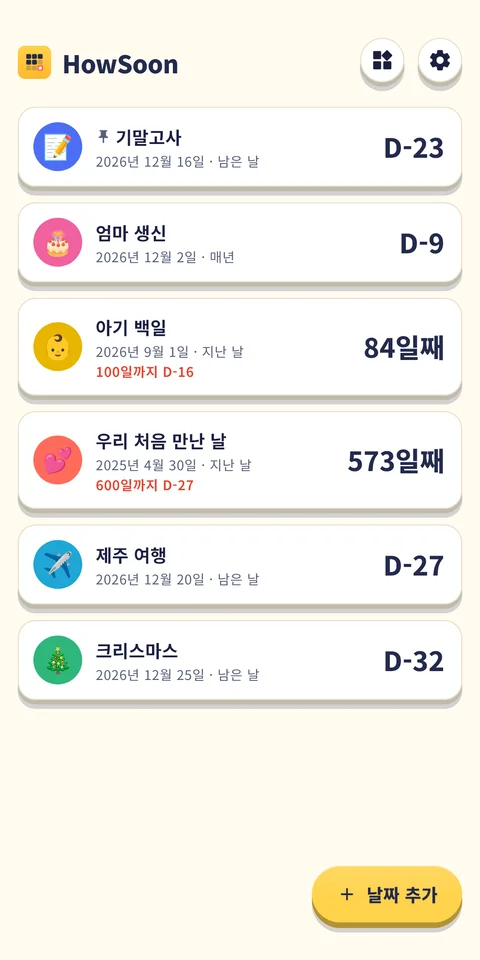 HowSoon
기말고사
2026년 12월 16일 · 남은 날
D-23
엄마 생신
2026년 12월 2일 · 매년
D-9
아기 백일
2026년 9월 1일 · 지난 날
100일까지 D-16
84일째
우리 처음 만난 날
2025년 4월 30일 · 지난 날
600일까지 D-27
573일째
제주 여행
2026년 12월 20일 · 남은 날
D-27
크리스마스
2026년 12월 25일 · 남은 날
D-32
+ 날짜 추가